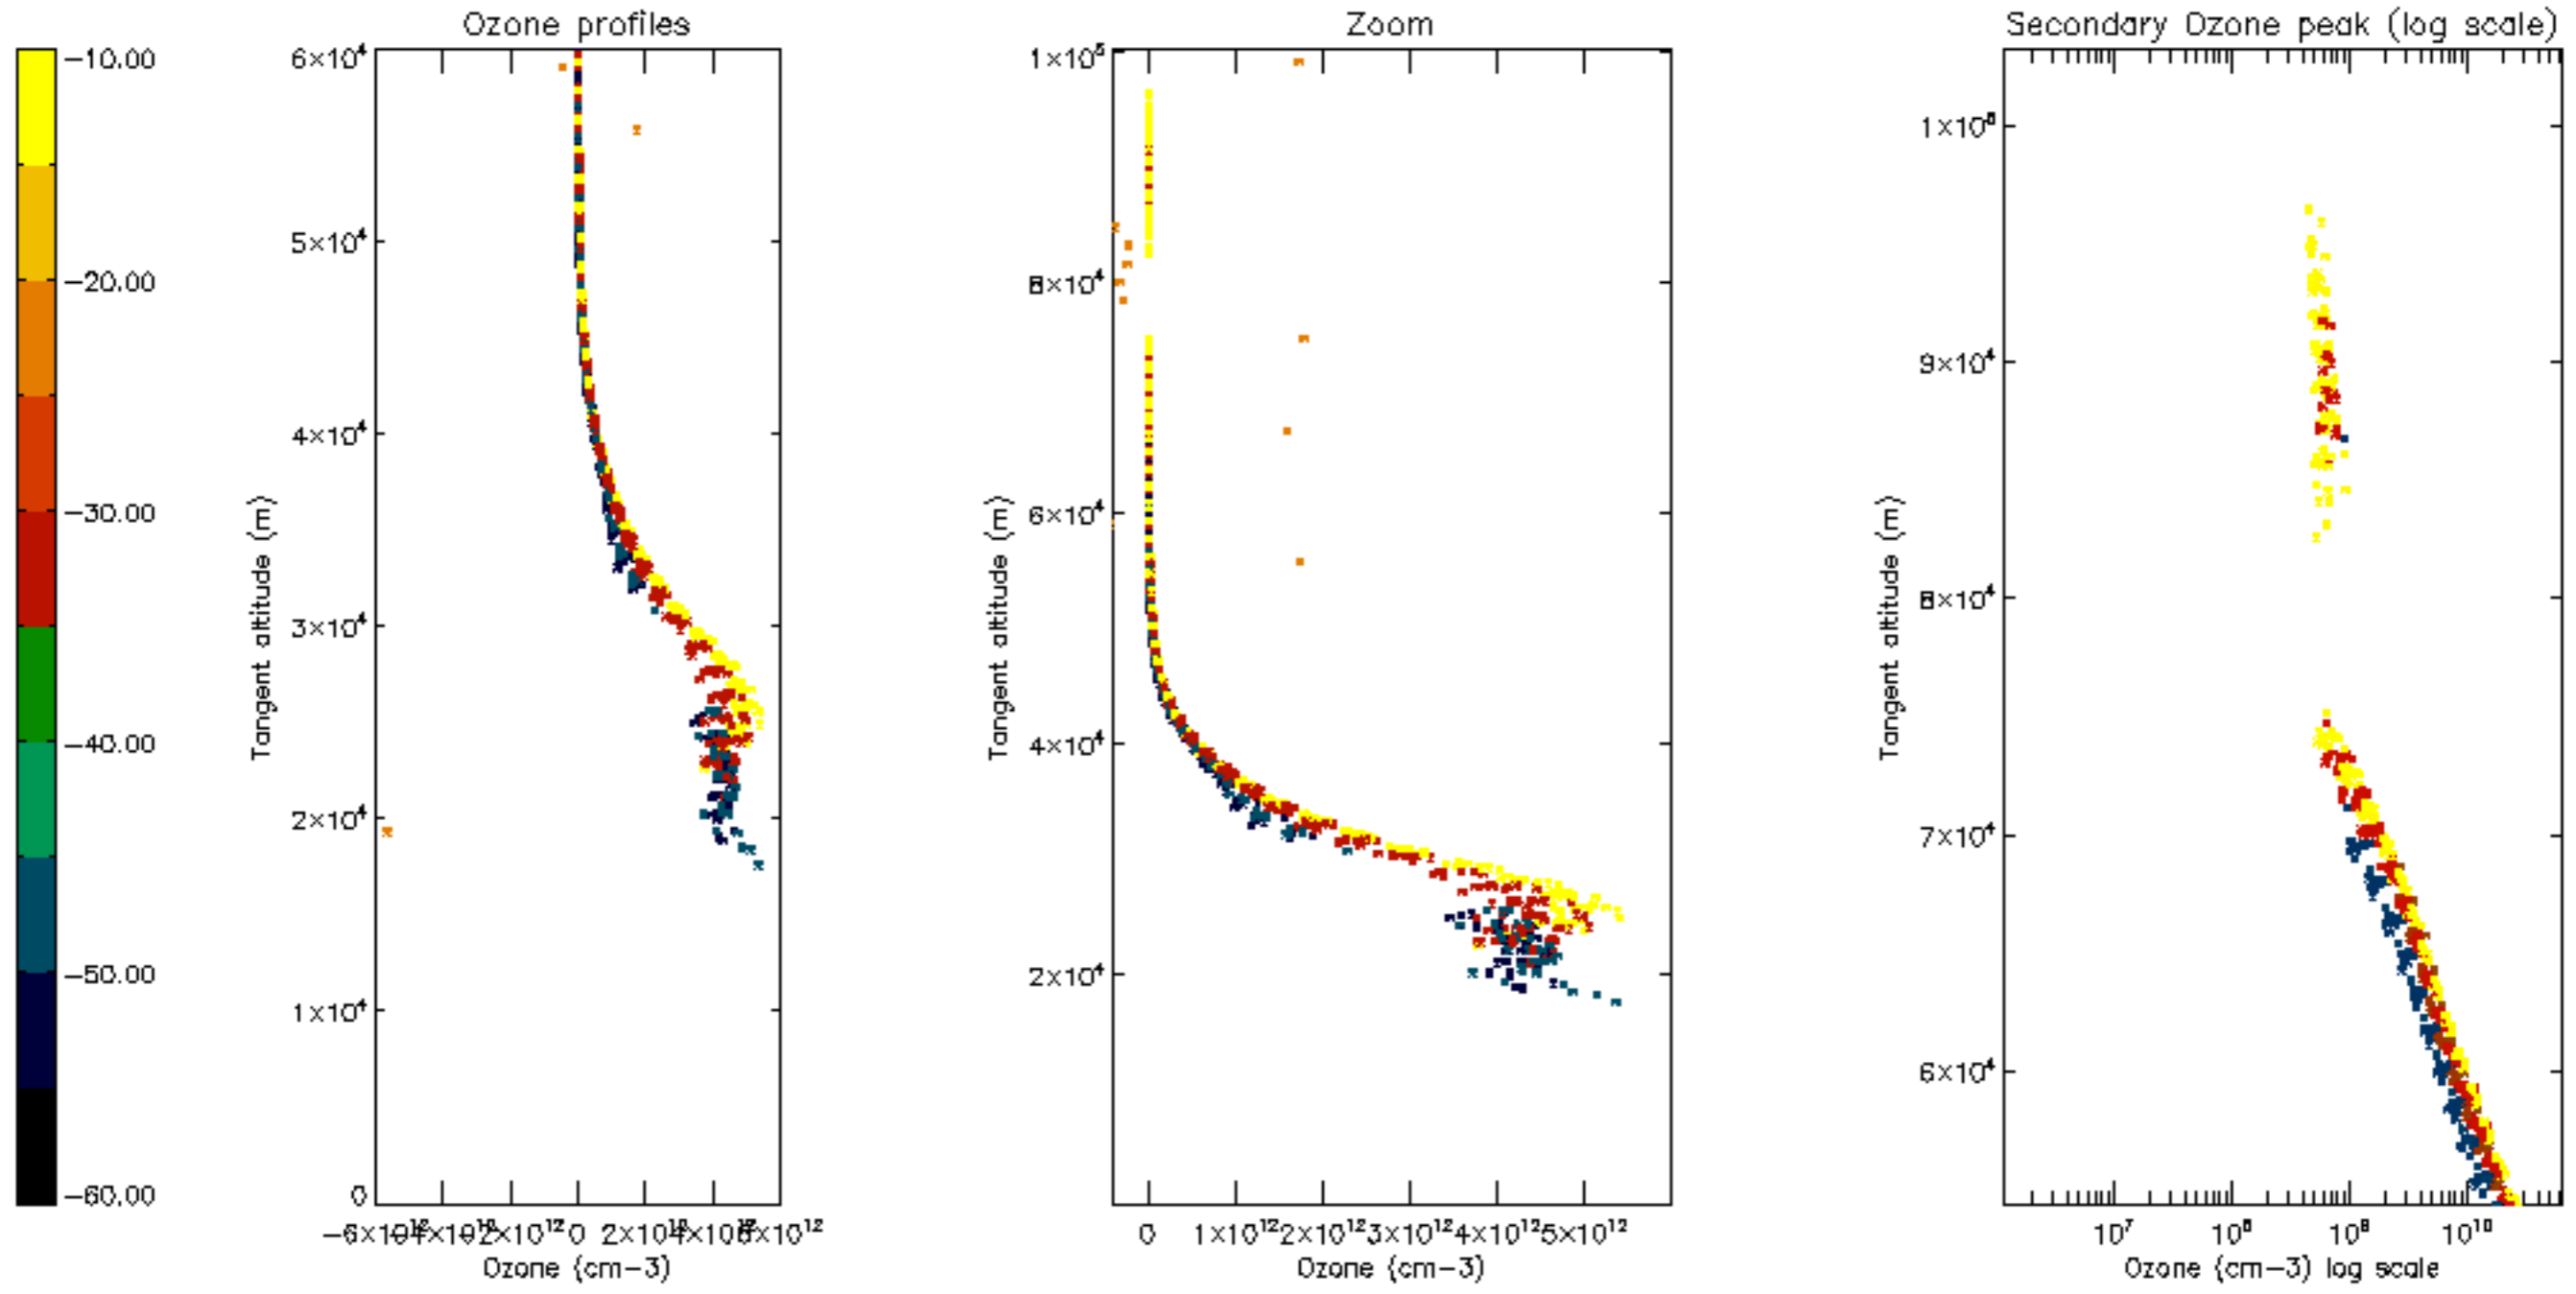 Ozone profiles
Zoom
Secondary Ozone peak (log scale)
−10.00
−20.00
−30.00
−40.00
−50.00
−60.00
6×10⁴
5×10⁴
4×10⁴
3×10⁴
2×10⁴
1×10⁴
0
Tangent altitude (m)
0
Ozone (cm−3)
1×10⁵
8×10⁴
6×10⁴
4×10⁴
2×10⁴
Tangent altitude (m)
0 1×10¹² 2×10¹² 3×10¹² 4×10¹² 5×10¹²
Ozone (cm−3)
9×10⁴
8×10⁴
7×10⁴
6×10⁴
Tangent altitude (m)
10⁷ 10⁸ 10⁹ 10¹⁰
Ozone (cm−3) log scale